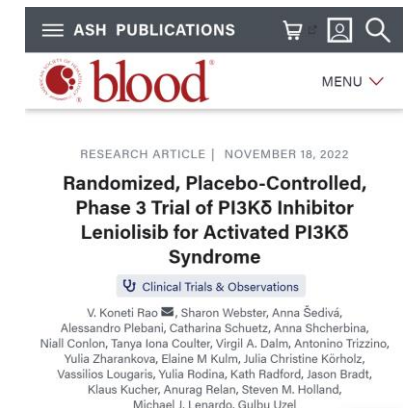 ASH PUBLICATIONS
blood
MENU
RESEARCH ARTICLE | NOVEMBER 18, 2022
Randomized, Placebo-Controlled,
Phase 3 Trial of PI3Kδ Inhibitor
Leniolisib for Activated PI3Kδ
Syndrome
Clinical Trials & Observations
V. Koneti Rao, Sharon Webster, Anna Šedivá,
Alessandro Plebani, Catharina Schuetz, Anna Shcherbina,
Niall Conlon, Tanya Iona Coulter, Virgil A. Dalm, Antonino Trizzino,
Yulia Zharankova, Elaine M Kulm, Julia Christine Körholz,
Vassilios Lougaris, Yulia Rodina, Kath Radford, Jason Bradt,
Klaus Kucher, Anurag Relan, Steven M. Holland,
Michael J. Lenardo, Gulbu Uzel